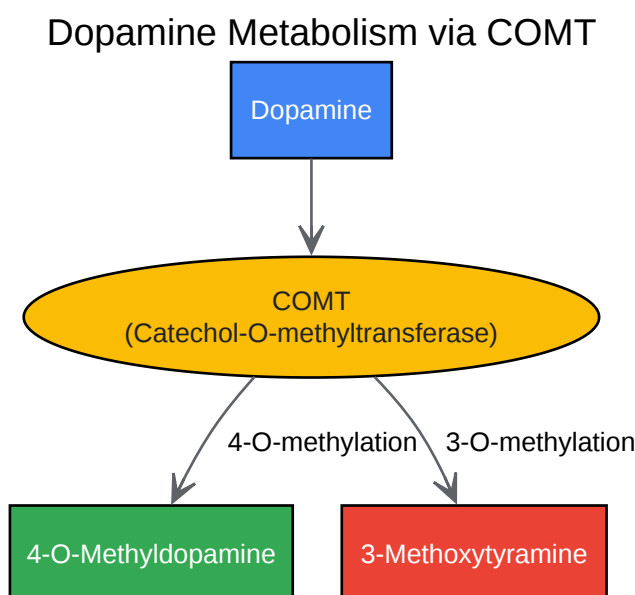 Dopamine Metabolism via COMT
Dopamine
COMT
(Catechol-O-methyltransferase)
4-O-methylation
3-O-methylation
4-O-Methyldopamine
3-Methoxytyramine